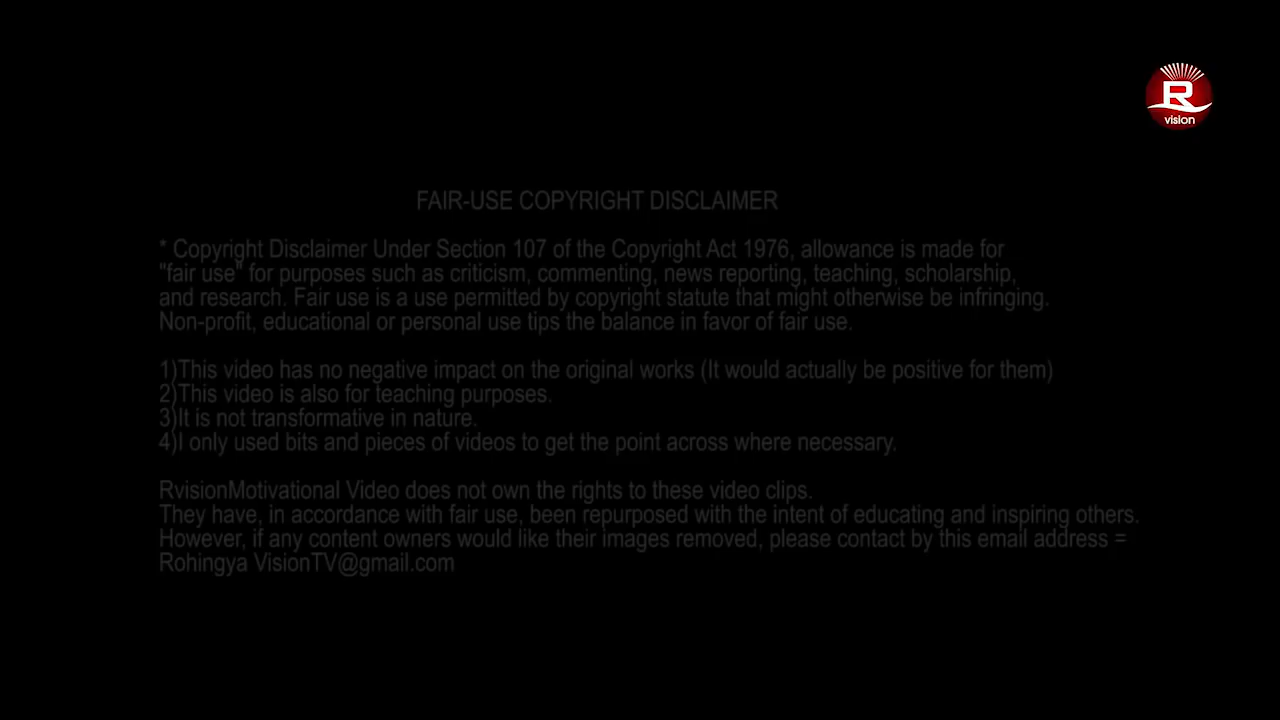 R
vision
FAIR-USE COPYRIGHT DISCLAIMER
* Copyright Disclaimer Under Section 107 of the Copyright Act 1976, allowance is made for
"fair use" for purposes such as criticism, commenting, news reporting, teaching, scholarship,
and research. Fair use is a use permitted by copyright statute that might otherwise be infringing.
Non-profit, educational or personal use tips the balance in favor of fair use.
1)This video has no negative impact on the original works (It would actually be positive for them)
2)This video is also for teaching purposes.
3)It is not transformative in nature.
4)I only used bits and pieces of videos to get the point across where necessary.
RvisionMotivational Video does not own the rights to these video clips.
They have, in accordance with fair use, been repurposed with the intent of educating and inspiring others.
However, if any content owners would like their images removed, please contact by this email address =
Rohingya VisionTV@gmail.com